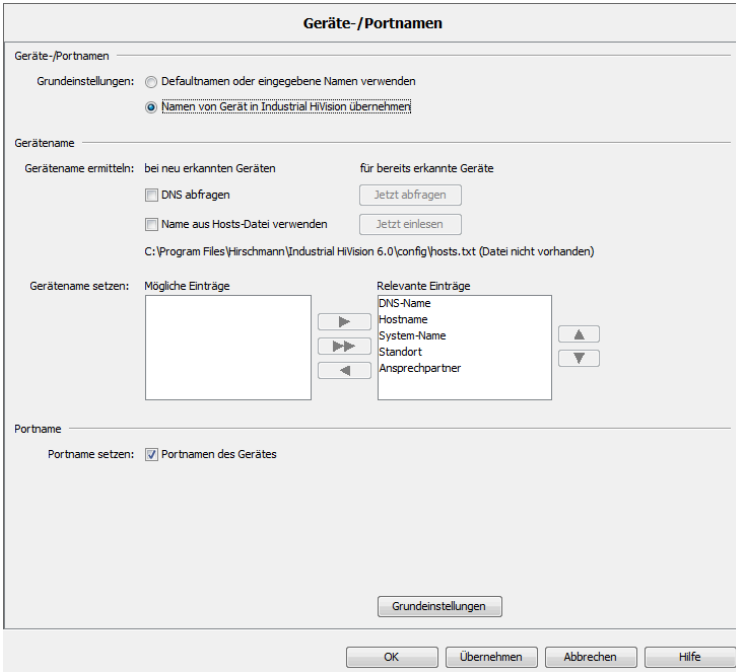 Geräte-/Portnamen
Geräte-/Portnamen
Grundeinstellungen: Defaultnamen oder eingegebene Namen verwenden
Namen von Gerät in Industrial HiVision übernehmen
Gerätename
Gerätename ermitteln: bei neu erkannten Geräten für bereits erkannte Geräte
DNS abfragen Jetzt abfragen
Name aus Hosts-Datei verwenden Jetzt einlesen
C:\Program Files\Hirschmann\Industrial HiVision 6.0\config\hosts.txt (Datei nicht vorhanden)
Gerätename setzen: Mögliche Einträge Relevante Einträge
DNS-Name
Hostname
System-Name
Standort
Ansprechpartner
Portname
Portname setzen: Portnamen des Gerätes
Grundeinstellungen
OK Übernehmen Abbrechen Hilfe